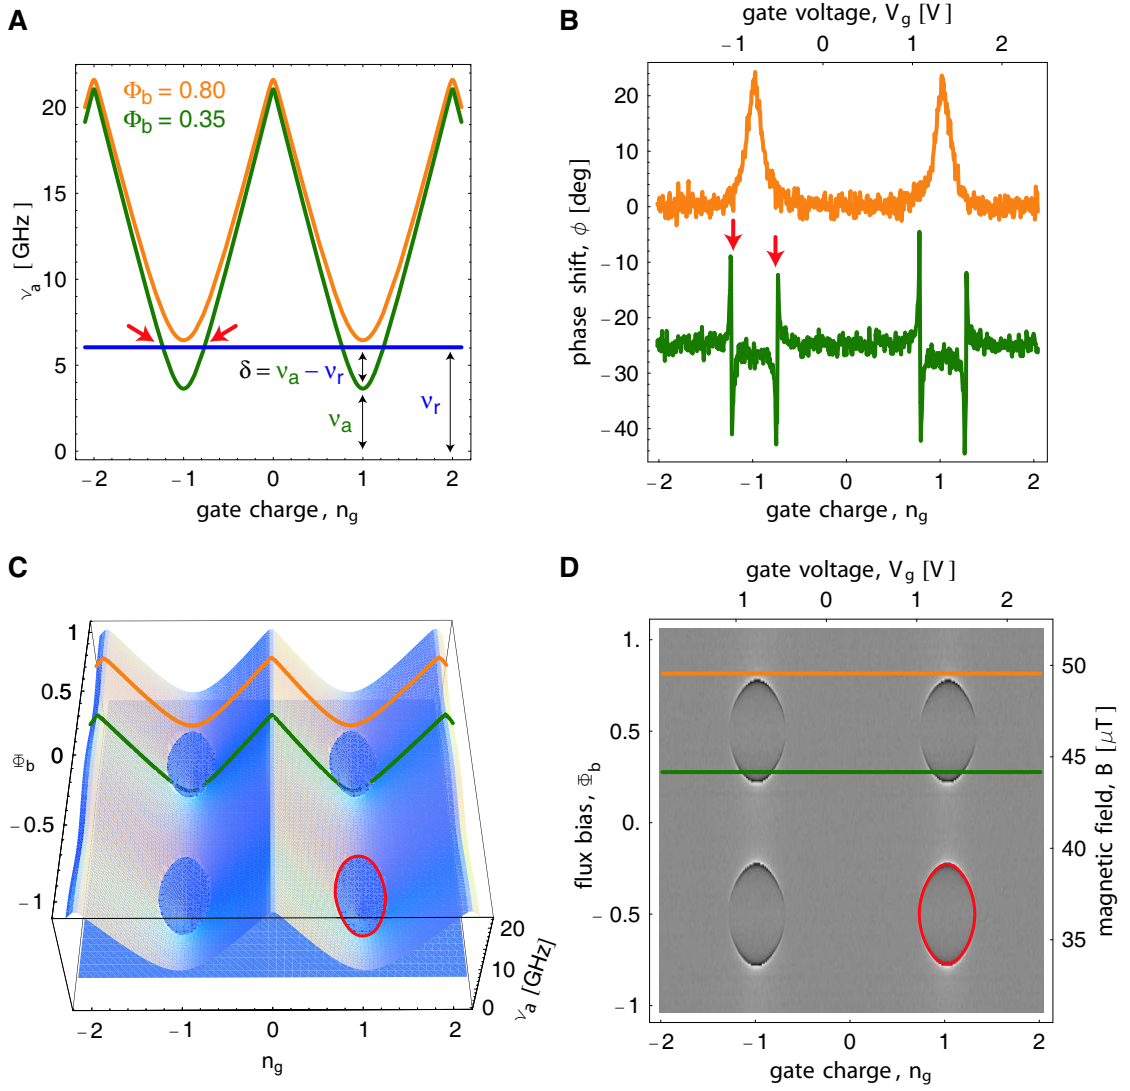 A
Φb = 0.80
Φb = 0.35
20
15
10
5
0
νa [ GHz ]
δ = νa – νr
νa
νr
−2
−1
0
1
2
gate charge, ng
B
gate voltage, Vg [V]
−1
0
1
2
20
10
0
−10
−20
−30
−40
phase shift, ϕ [deg]
−2
−1
0
1
2
gate charge, ng
C
1
0.5
0
−0.5
−1
Φb
20
10
0
νa [GHz]
−2
−1
0
1
2
ng
D
gate voltage, Vg [V]
1
0
1
2
1.
0.5
0.
− 0.5
−1
flux bias, Φb
50
45
40
35
magnetic field, B [μT]
−2
−1
0
1
2
gate charge, ng